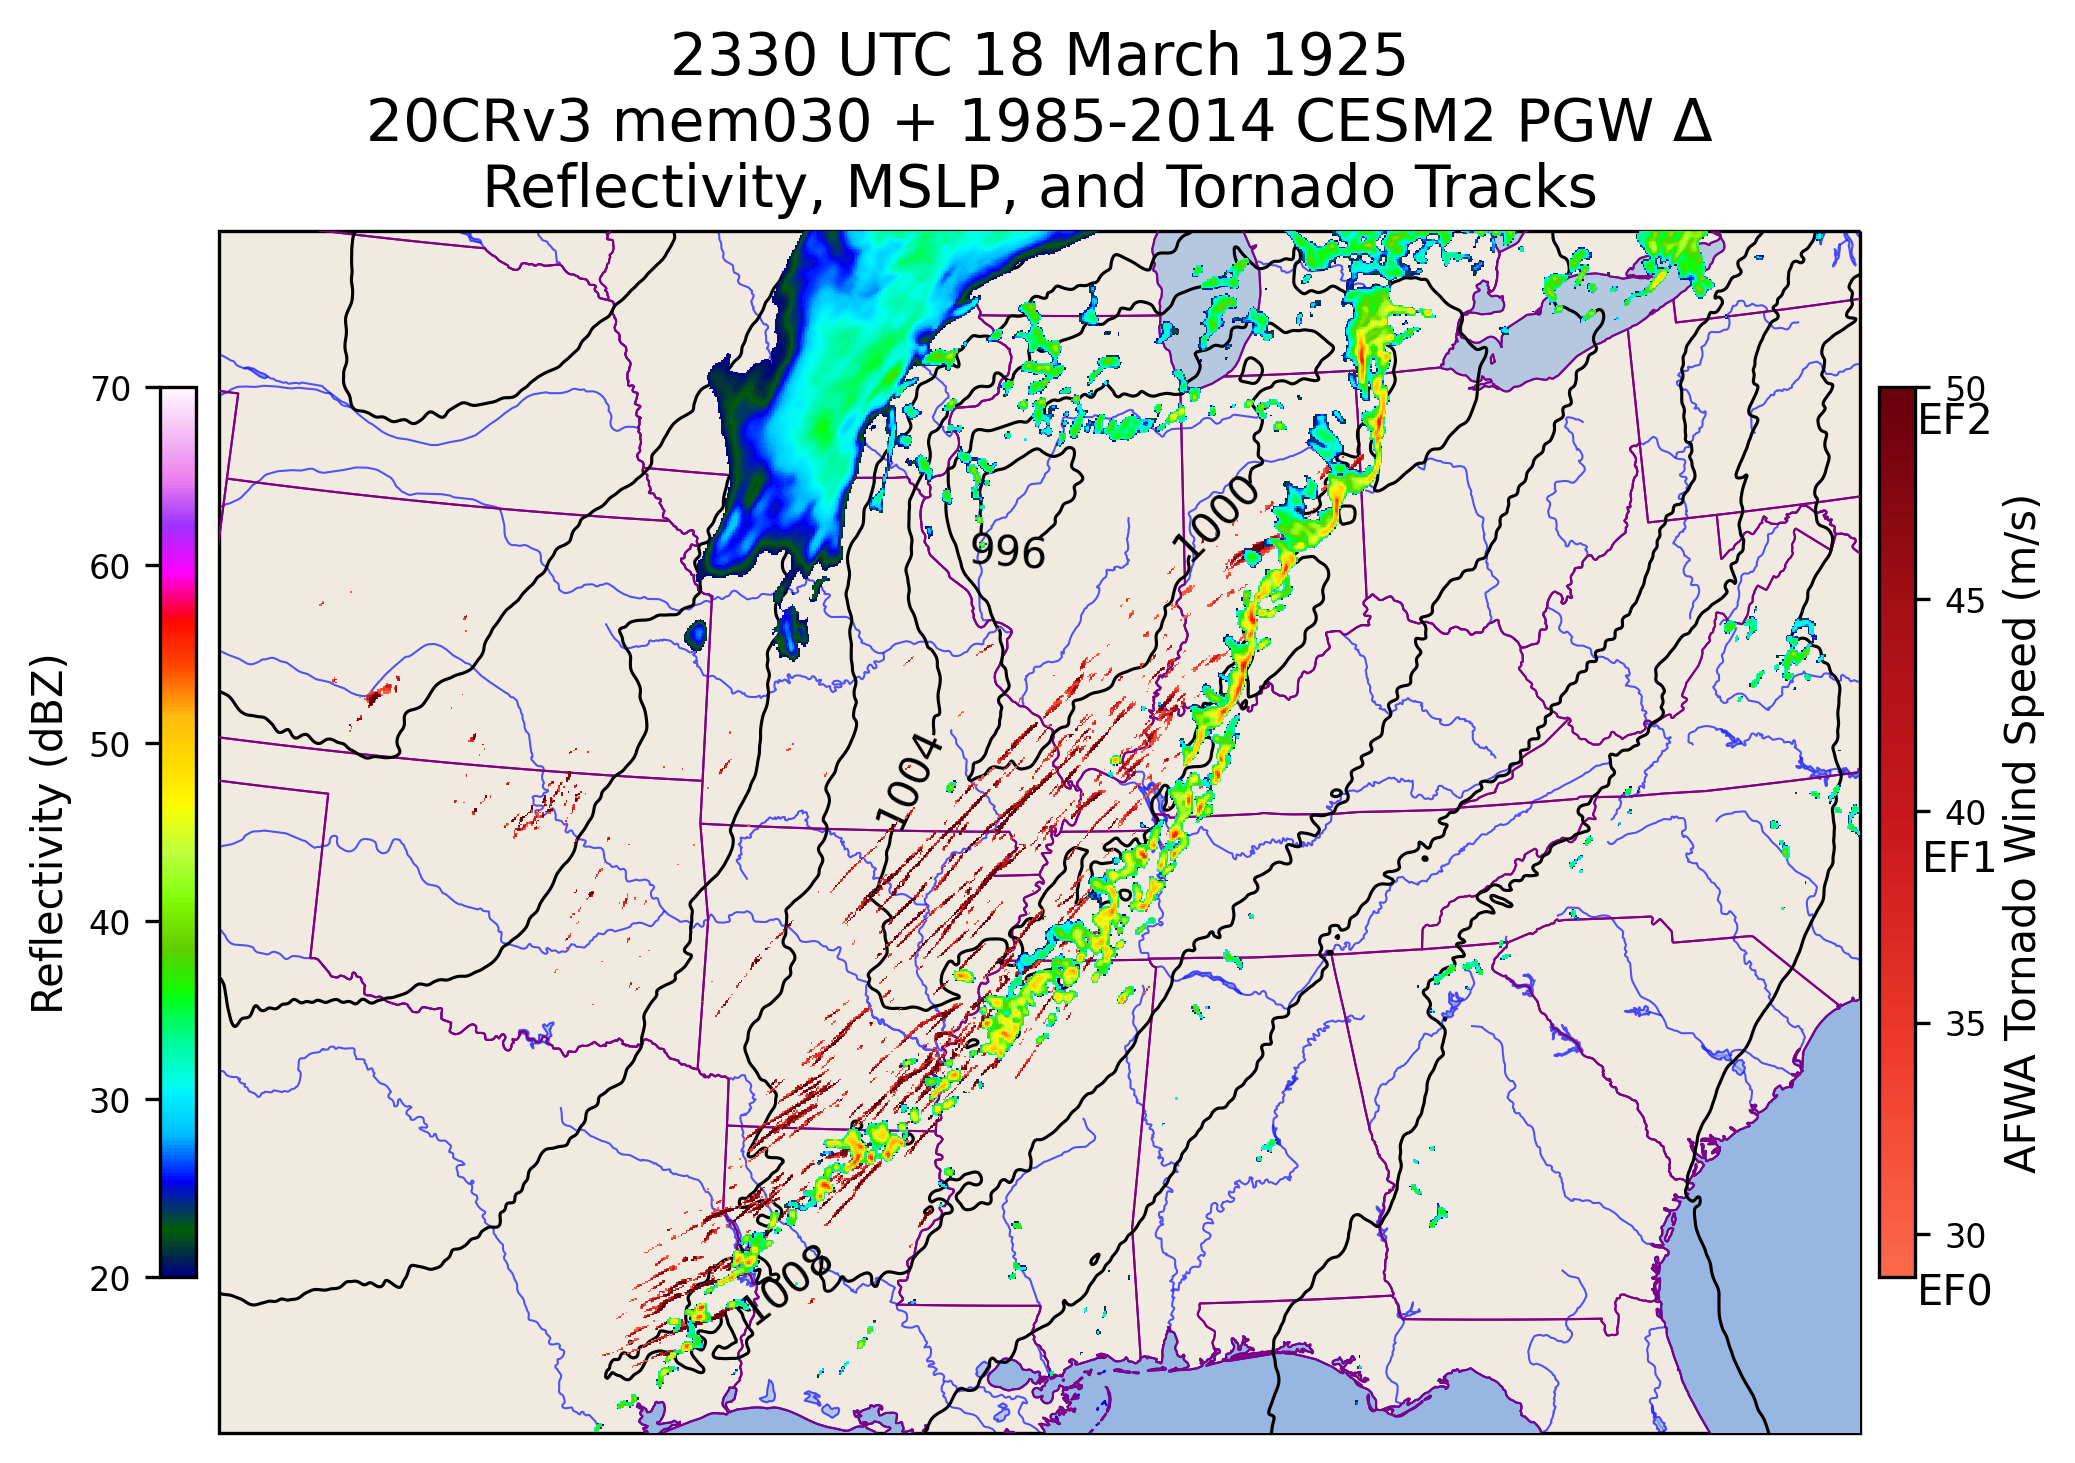 2330 UTC 18 March 1925
20CRv3 mem030 + 1985-2014 CESM2 PGW Δ
Reflectivity, MSLP, and Tornado Tracks
70
60
50
40
30
20
Reflectivity (dBZ)
996
1000
1004
1008
50
EF2
45
40
EF1
35
30
EF0
AFWA Tornado Wind Speed (m/s)